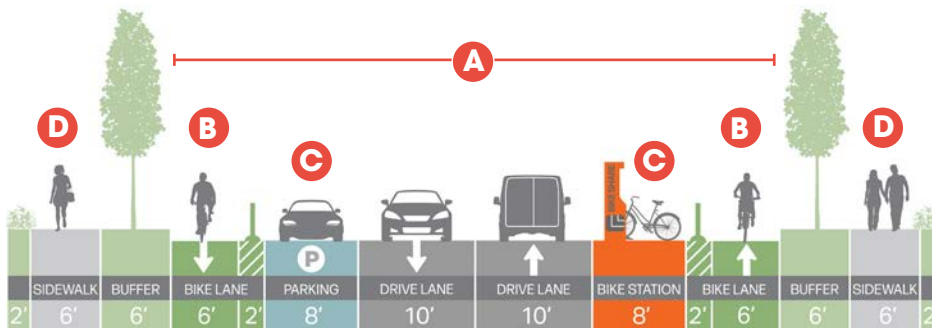 A
D B C C B D
BIKE SHARE
P
SIDEWALK BUFFER BIKE LANE PARKING DRIVE LANE DRIVE LANE BIKE STATION BIKE LANE BUFFER SIDEWALK
2' 6' 6' 6' 2' 8' 10' 10' 8' 2' 6' 6' 6' 2'